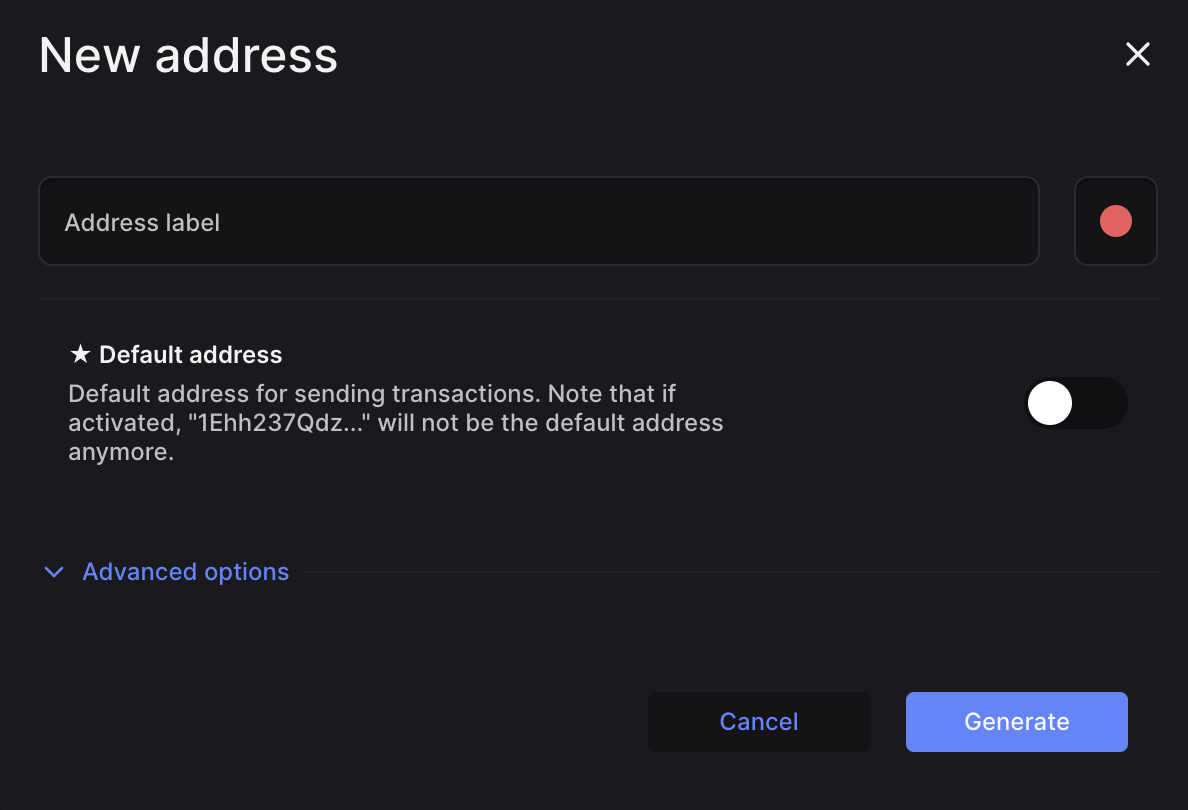 New address
Address label
★ Default address
Default address for sending transactions. Note that if
activated, "1Ehh237Qdz..." will not be the default address
anymore.
Advanced options
Cancel
Generate